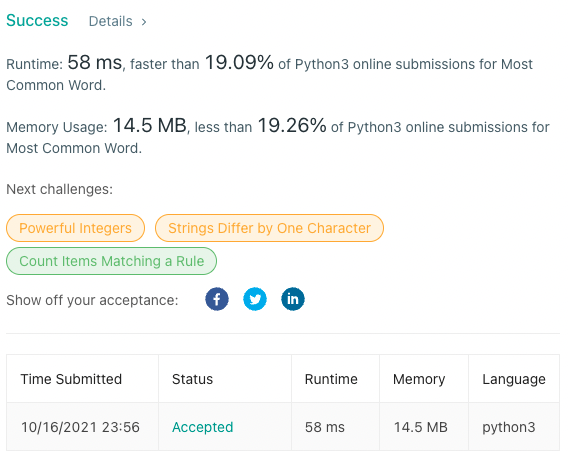 Success Details >
Runtime: 58 ms, faster than 19.09% of Python3 online submissions for Most
Common Word.
Memory Usage: 14.5 MB, less than 19.26% of Python3 online submissions for
Most Common Word.
Next challenges:
Powerful Integers Strings Differ by One Character
Count Items Matching a Rule
Show off your acceptance:
Time Submitted Status Runtime Memory Language
10/16/2021 23:56 Accepted 58 ms 14.5 MB python3